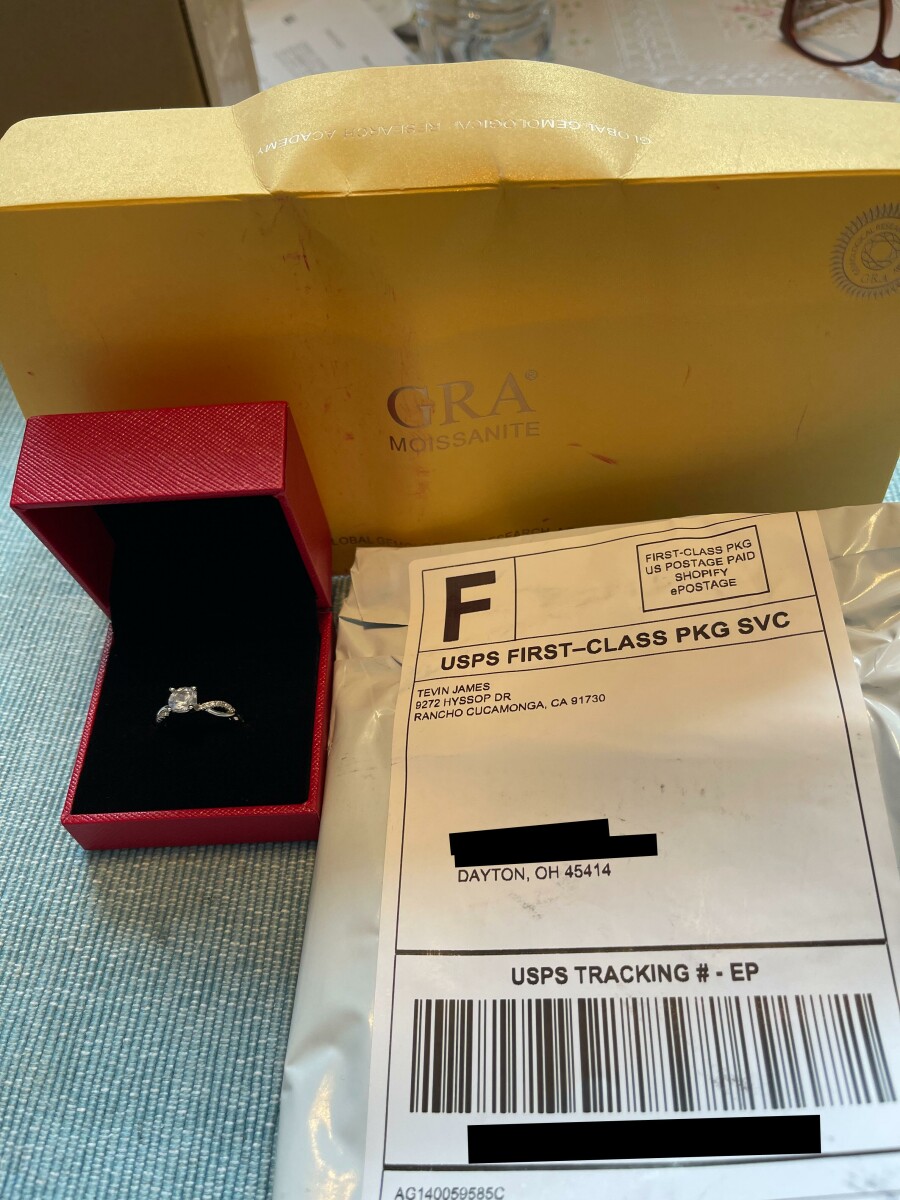 GLOBAL GEMOLOGICAL RESEARCH ACADEMY
GRA®
MOISSANITE
F
FIRST-CLASS PKG
US POSTAGE PAID
SHOPIFY
ePOSTAGE
USPS FIRST-CLASS PKG SVC
TEVIN JAMES
9272 HYSSOP DR
RANCHO CUCAMONGA, CA 91730
DAYTON, OH 45414
USPS TRACKING # - EP
AG140059585C